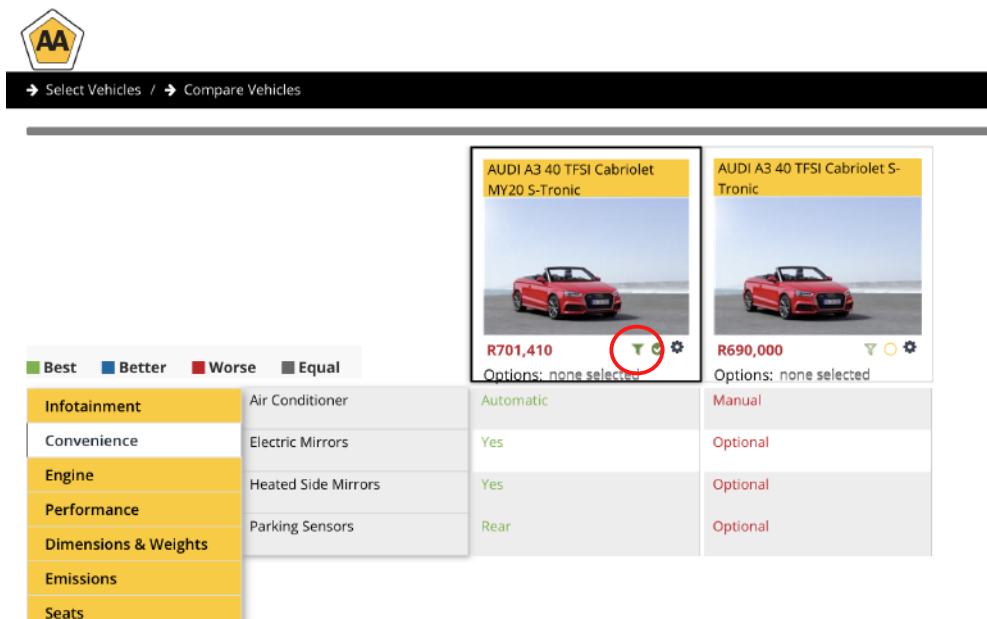 AA
Select Vehicles / Compare Vehicles
AUDI A3 40 TFSI Cabriolet
MY20 S-Tronic
AUDI A3 40 TFSI Cabriolet S-
Tronic
R701,410
R690,000
Options: none selected
Options: none selected
Best Better Worse Equal
Infotainment
Convenience
Engine
Performance
Dimensions & Weights
Emissions
Seats
Air Conditioner Automatic Manual
Electric Mirrors Yes Optional
Heated Side Mirrors Yes Optional
Parking Sensors Rear Optional